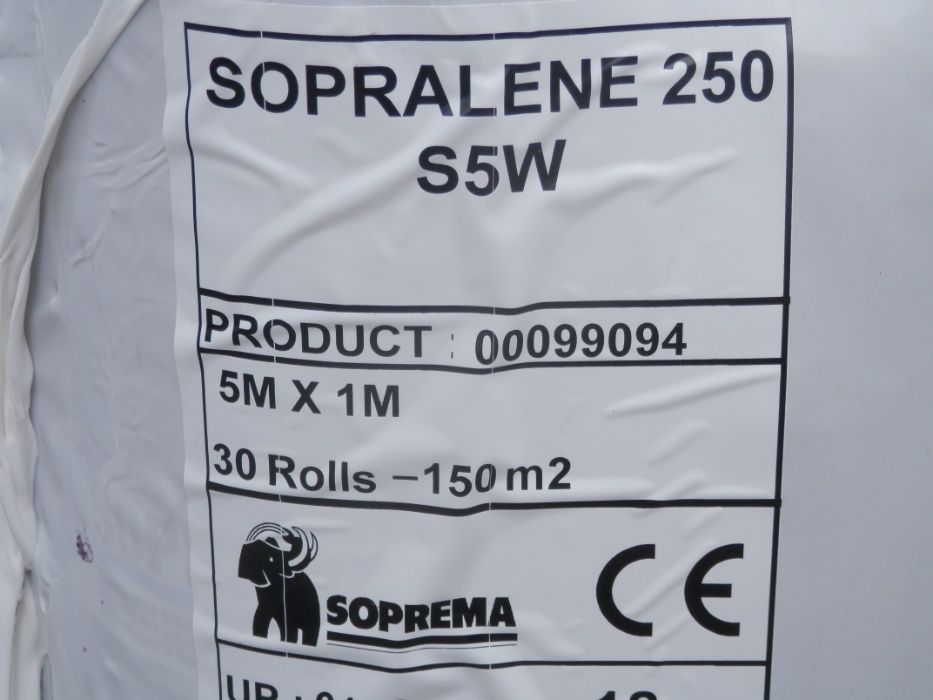 SOPRALENE 250
S5W
PRODUCT : 00099094
5M X 1M
30 Rolls – 150 m2
SOPREMA
CE